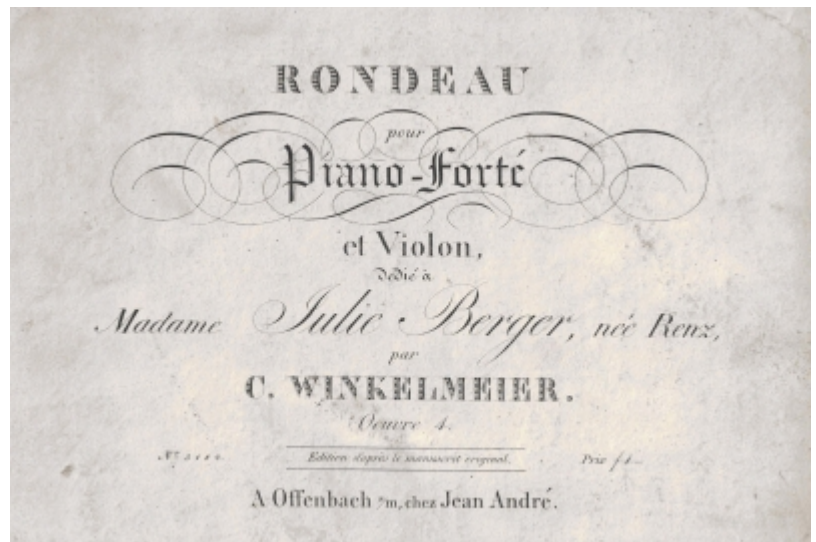 RONDEAU
pour
Piano-Forté
et Violon,
dedié à
Madame Julie Berger, née Renz,
par
C. WINKELMEIER.
Oeuvre 4.
Edition d'après le manuscrit original.
Prix f 1
A Offenbach s/m, chez Jean André.